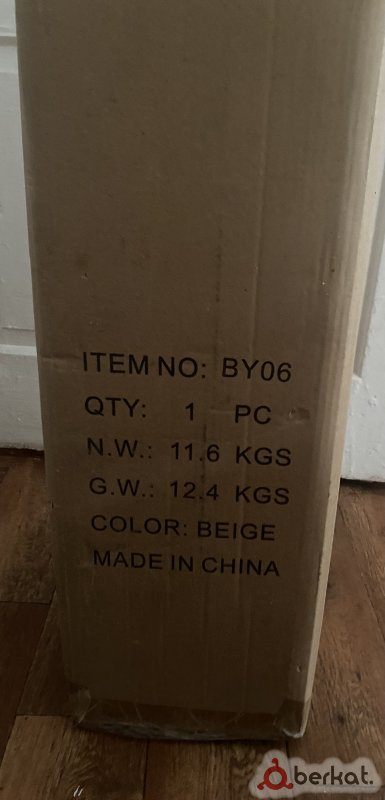 ITEM NO: BY06
QTY: 1 PC
N.W.: 11.6 KGS
G.W.: 12.4 KGS
COLOR: BEIGE
MADE IN CHINA
berkat.